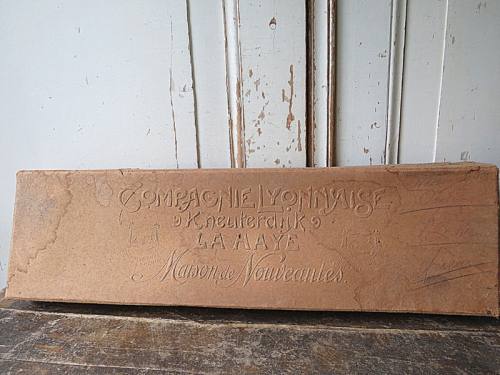 COMPAGNIE LYONNAISE
Kneuterdijk
LA HAYE
Maison de Nouveautés.